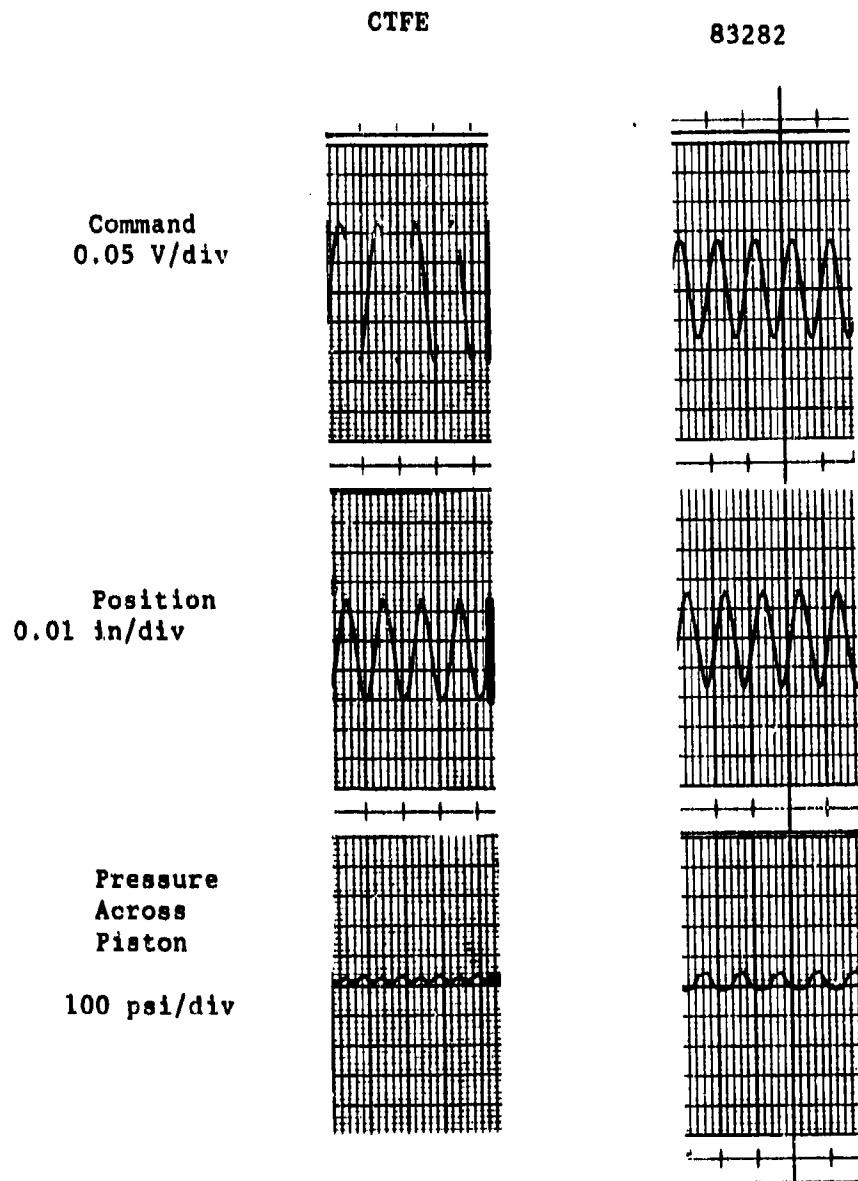 CTFE
83282
Command
0.05 V/div
Position
0.01 in/div
Pressure
Across
Piston
100 psi/div